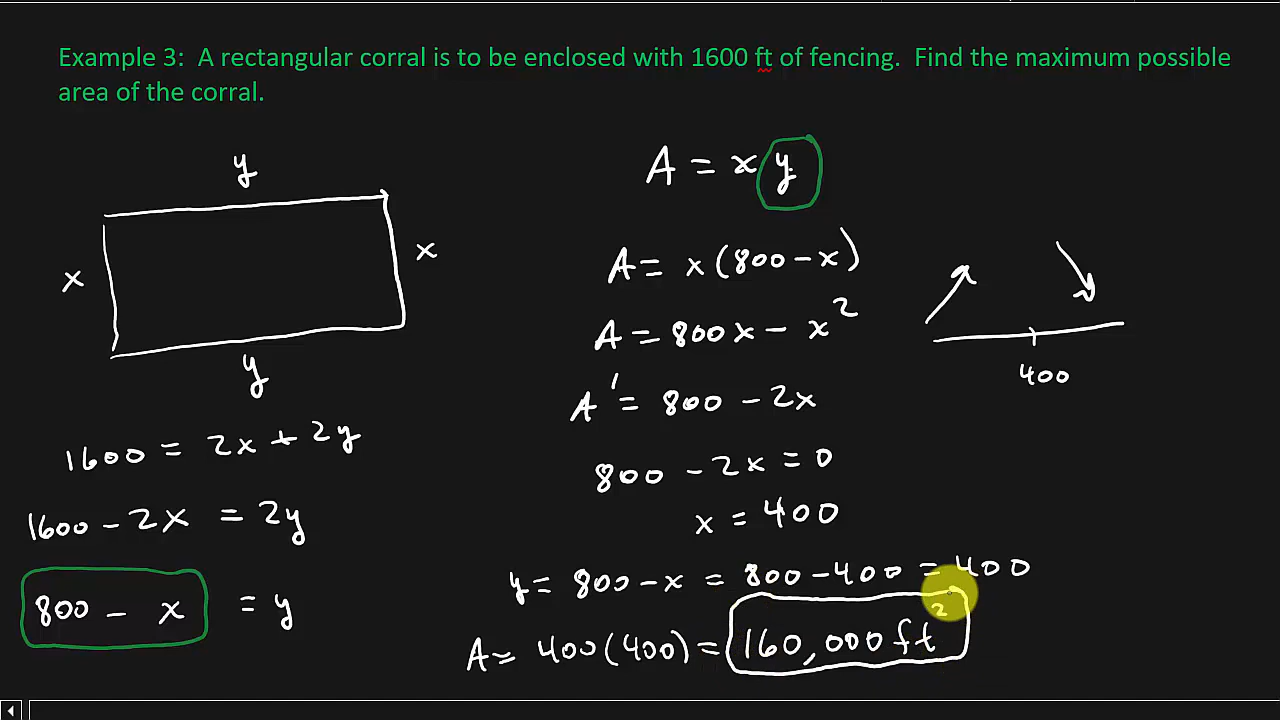 Example 3: A rectangular corral is to be enclosed with 1600 ft of fencing. Find the maximum possible
area of the corral.
y
x
x
y
1600 = 2x + 2y
1600 - 2x = 2y
800 - x = y
A = xy
A = x(800 - x)
A = 800x - x²
A' = 800 - 2x
800 - 2x = 0
x = 400
y = 800 - x = 800 - 400 = 400
A = 400(400) = 160,000 ft²
400